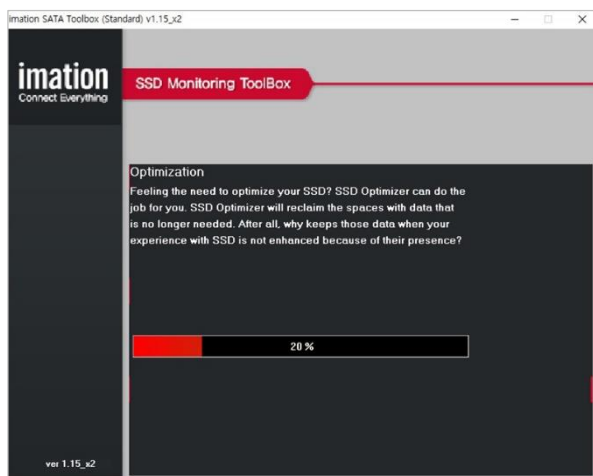 imation SATA Toolbox (Standard) v1.15_x2
imation
Connect Everything
SSD Monitoring ToolBox
Optimization
Feeling the need to optimize your SSD? SSD Optimizer can do the
job for you. SSD Optimizer will reclaim the spaces with data that
is no longer needed. After all, why keeps those data when your
experience with SSD is not enhanced because of their presence?
20 %
ver 1.15_x2